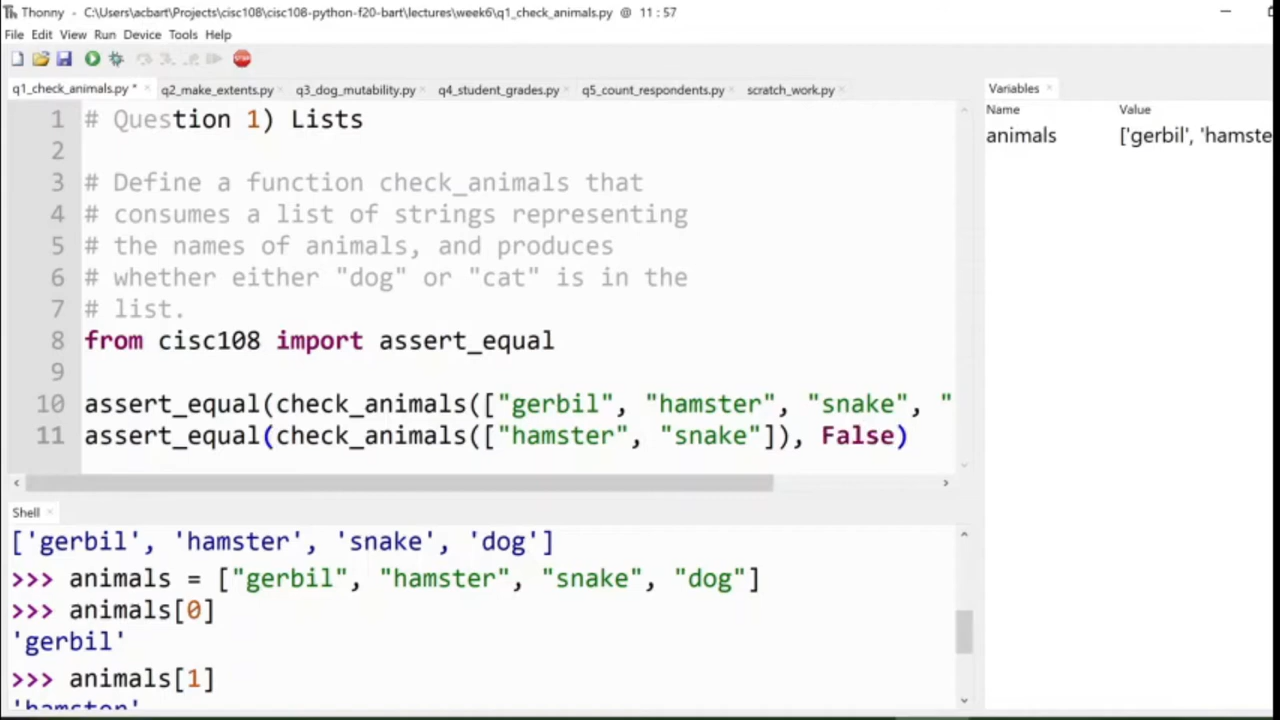 Thonny - C:\Users\acbart\Projects\cisc108\cisc108-python-f20-bart\lectures\week6\q1_check_animals.py @ 11 : 57
File Edit View Run Device Tools Help
STOP
q1_check_animals.py * q2_make_extents.py q3_dog_mutability.py q4_student_grades.py q5_count_respondents.py scratch_work.py
1 # Question 1) Lists
2
3 # Define a function check_animals that
4 # consumes a list of strings representing
5 # the names of animals, and produces
6 # whether either "dog" or "cat" is in the
7 # list.
8 from cisc108 import assert_equal
9
10 assert_equal(check_animals(["gerbil", "hamster", "snake", "
11 assert_equal(check_animals(["hamster", "snake"]), False)
Shell
['gerbil', 'hamster', 'snake', 'dog']
>>> animals = ["gerbil", "hamster", "snake", "dog"]
>>> animals[0]
'gerbil'
>>> animals[1]
'hamster'
Variables
Name Value
animals ['gerbil', 'hamste